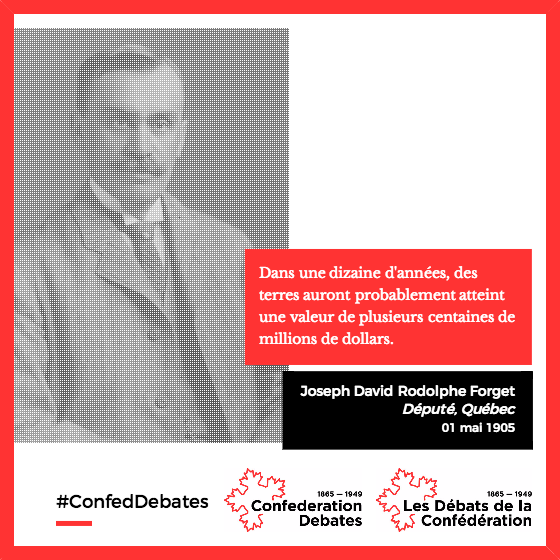 Dans une dizaine d'années, des
terres auront probablement atteint
une valeur de plusieurs centaines de
millions de dollars.
Joseph David Rodolphe Forget
Député, Québec
01 mai 1905
#ConfedDebates
1865 — 1949
Confederation
Debates
1865 — 1949
Les Débats de la
Confédération